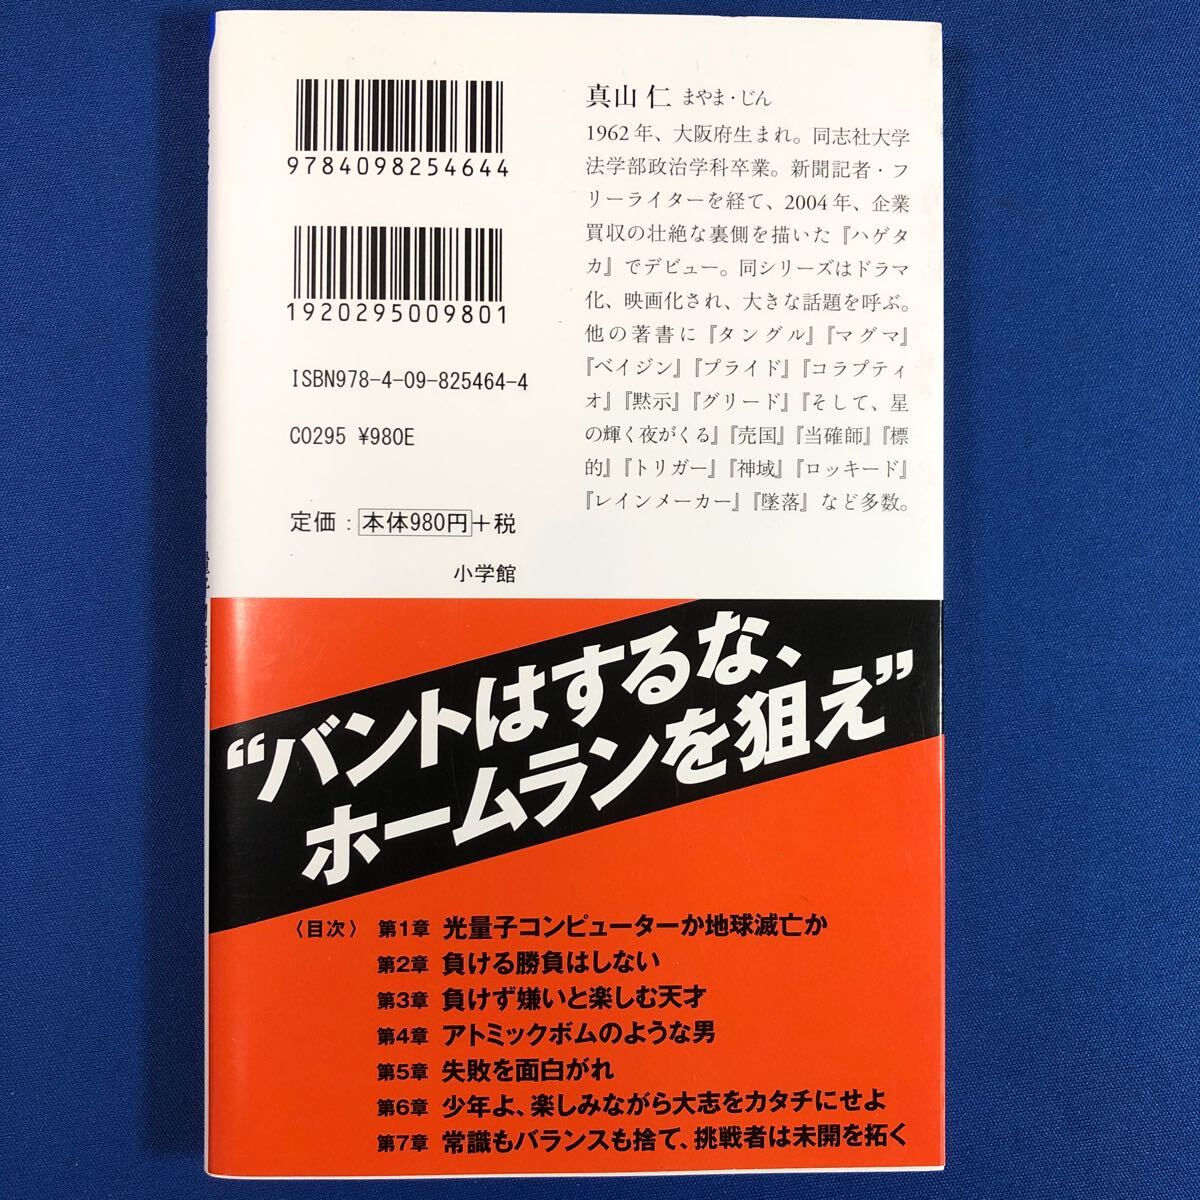 9784098254644
1920295009801
ISBN978-4-09-825464-4
C0295 ¥980E
定価：本体980円＋税
小学館
真山 仁 まやま・じん
1962年、大阪府生まれ。同志社大学
法学部政治学科卒業。新聞記者・フ
リーライターを経て、2004年、企業
買収の壮絶な裏側を描いた『ハゲタ
カ』でデビュー。同シリーズはドラマ
化、映画化され、大きな話題を呼ぶ。
他の著書に『タングル』『マグマ』
『ベイジン』『プライド』『コラプティ
オ』『黙示』『グリード』『そして、星
の輝く夜がくる』『売国』『当確師』『標
的』『トリガー』『神域』『ロッキード』
『レインメーカー』『墜落』など多数。
“バントはするな、
ホームランを狙え”
〈目次〉 第1章 光量子コンピューターか地球滅亡か
第2章 負ける勝負はしない
第3章 負けず嫌いと楽しむ天才
第4章 アトミックボムのような男
第5章 失敗を面白がれ
第6章 少年よ、楽しみながら大志をカタチにせよ
第7章 常識もバランスも捨て、挑戦者は未開を拓く